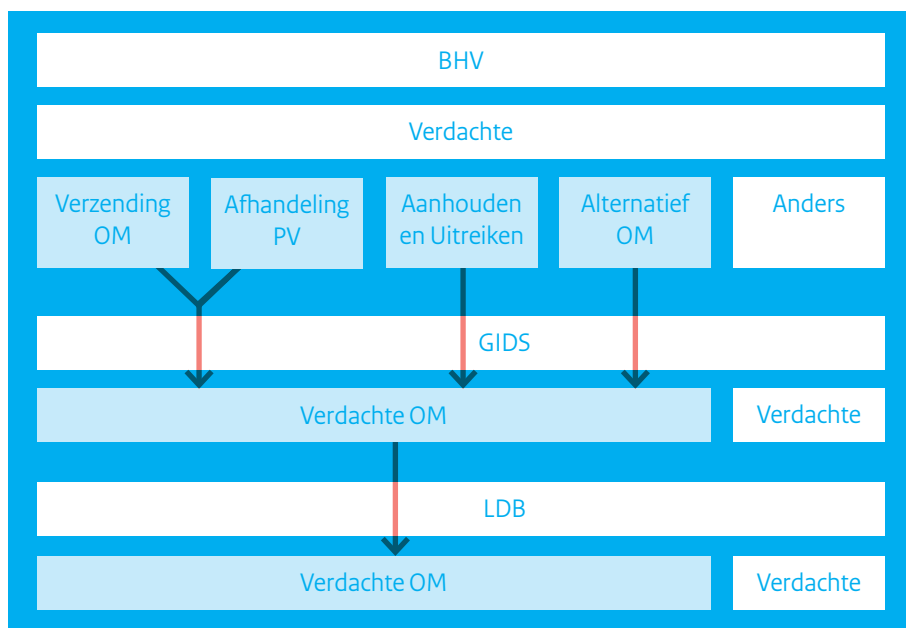 BHV
Verdachte
Verzending
OM
Afhandeling
PV
Aanhouden
en Uitreiken
Alternatief
OM
Anders
GIDS
Verdachte OM
Verdachte
LDB
Verdachte OM
Verdachte